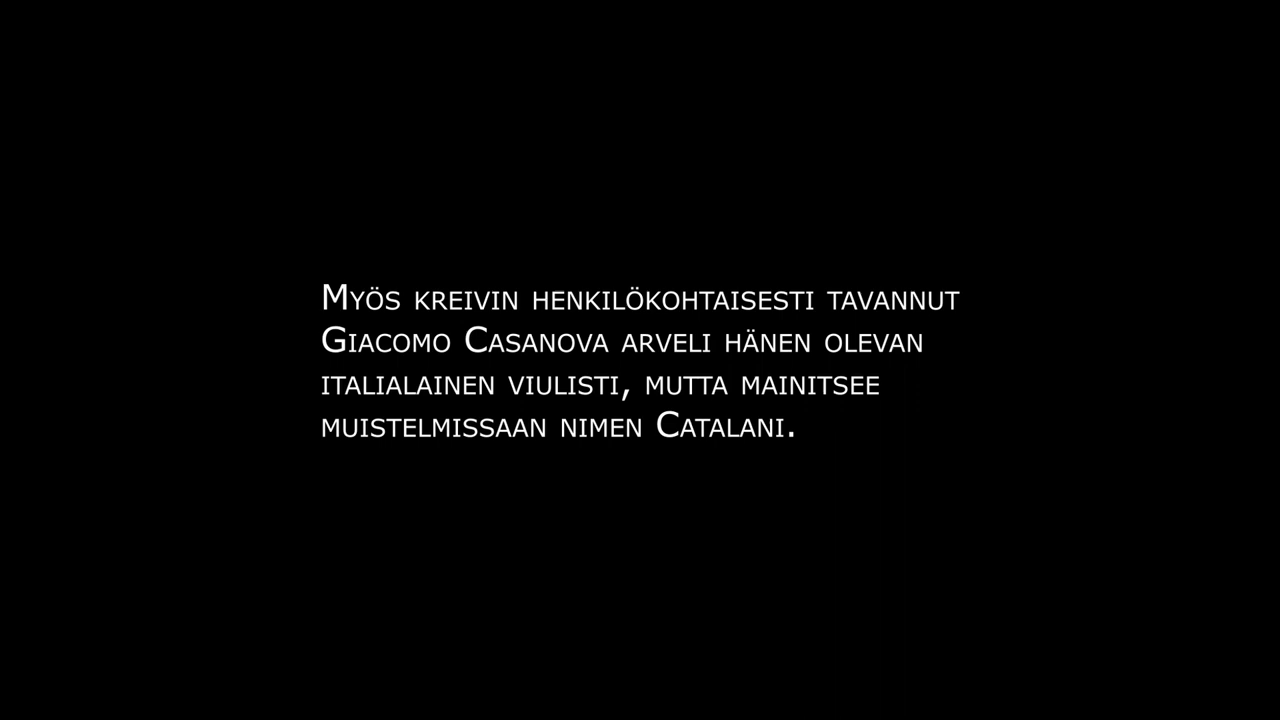 Myös kreivin henkilökohtaisesti tavannut
Giacomo Casanova arveli hänen olevan
italialainen viulisti, mutta mainitsee
muistelmissaan nimen Catalani.